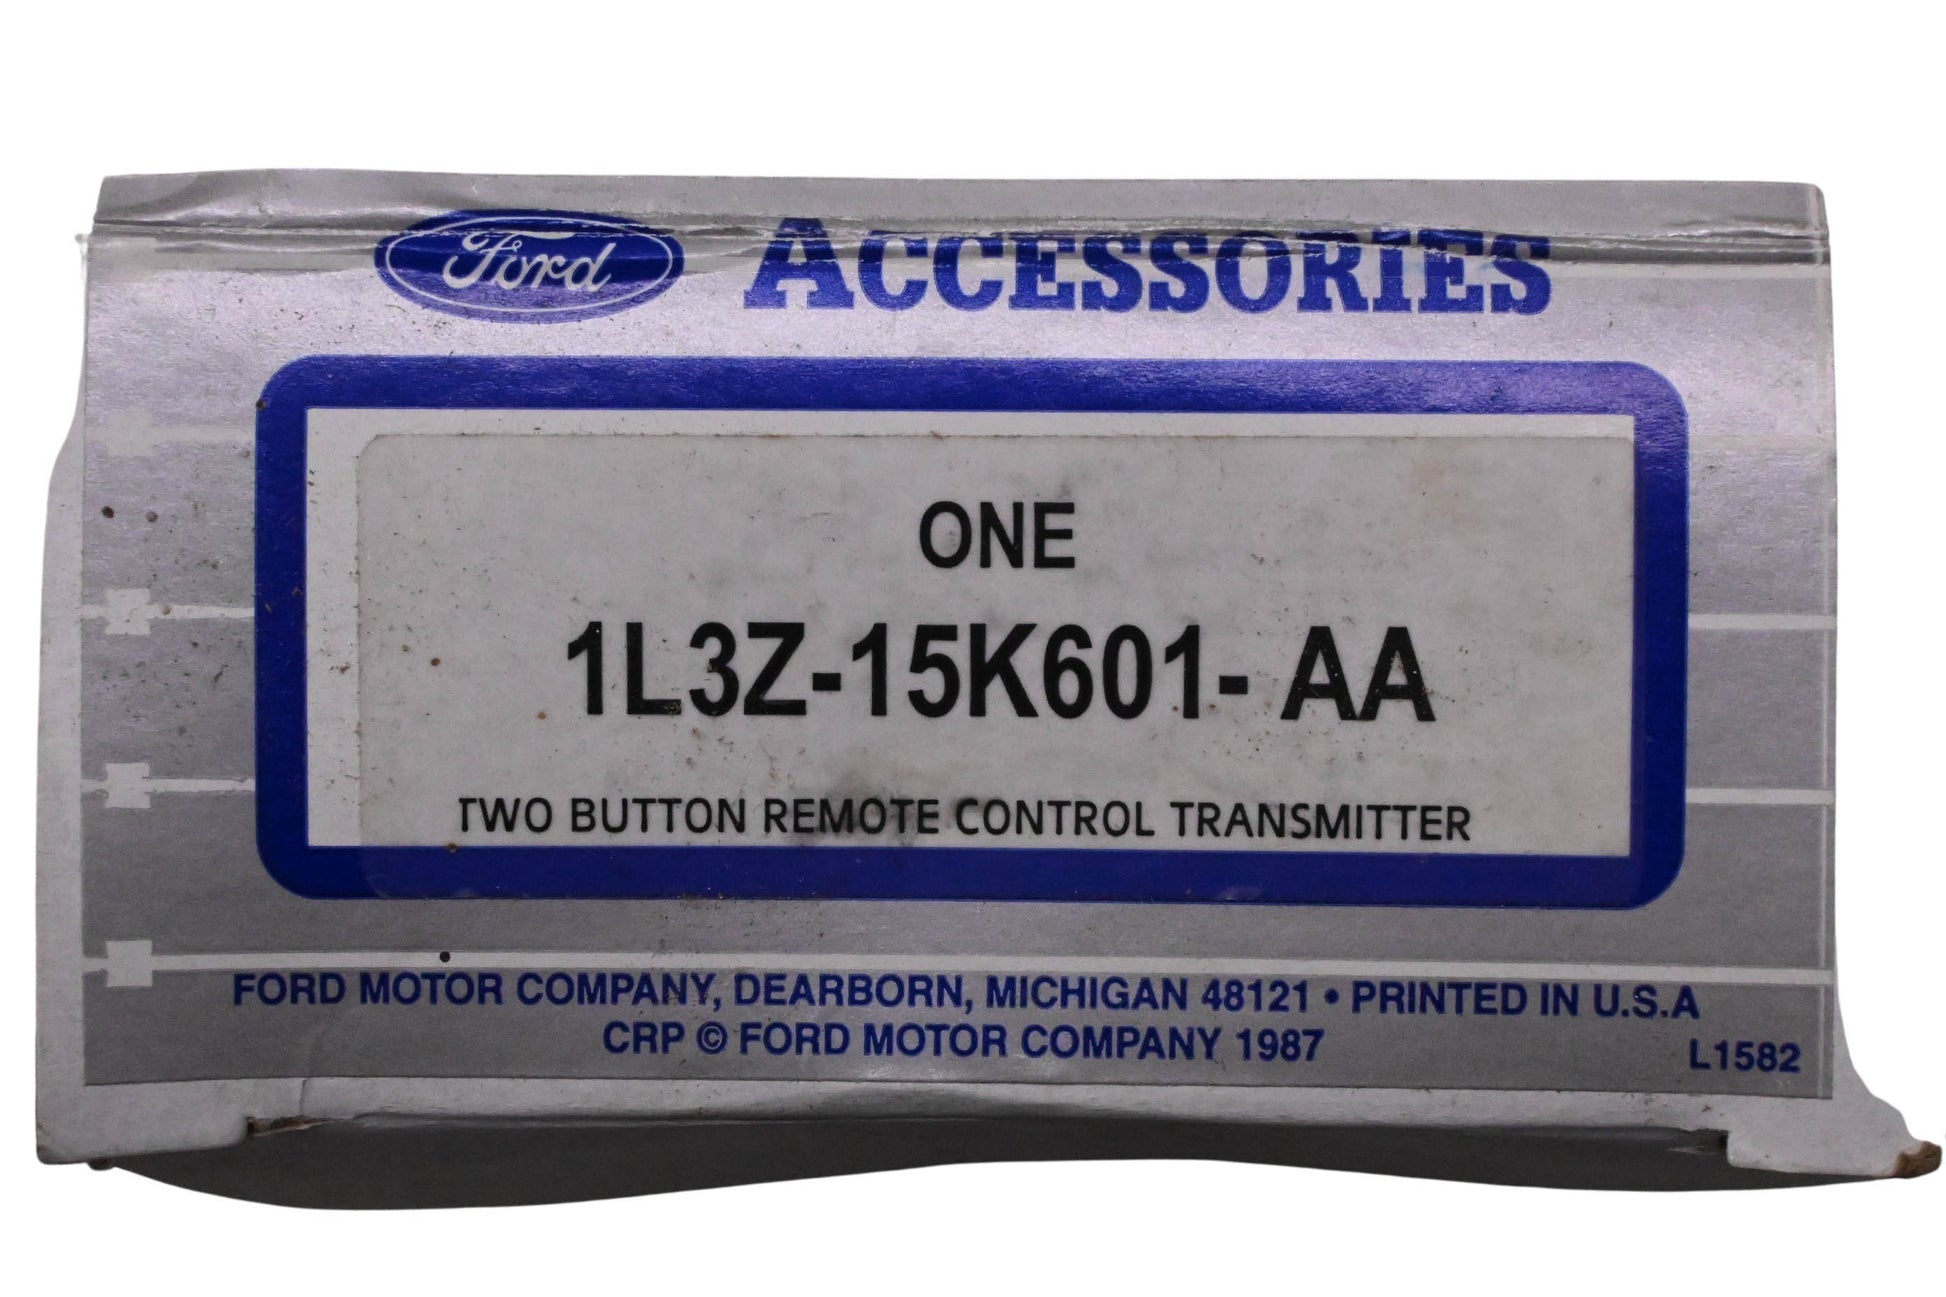 Ford ACCESSORIES
ONE
1L3Z-15K601- AA
TWO BUTTON REMOTE CONTROL TRANSMITTER
FORD MOTOR COMPANY, DEARBORN, MICHIGAN 48121 • PRINTED IN U.S.A
CRP © FORD MOTOR COMPANY 1987
L1582